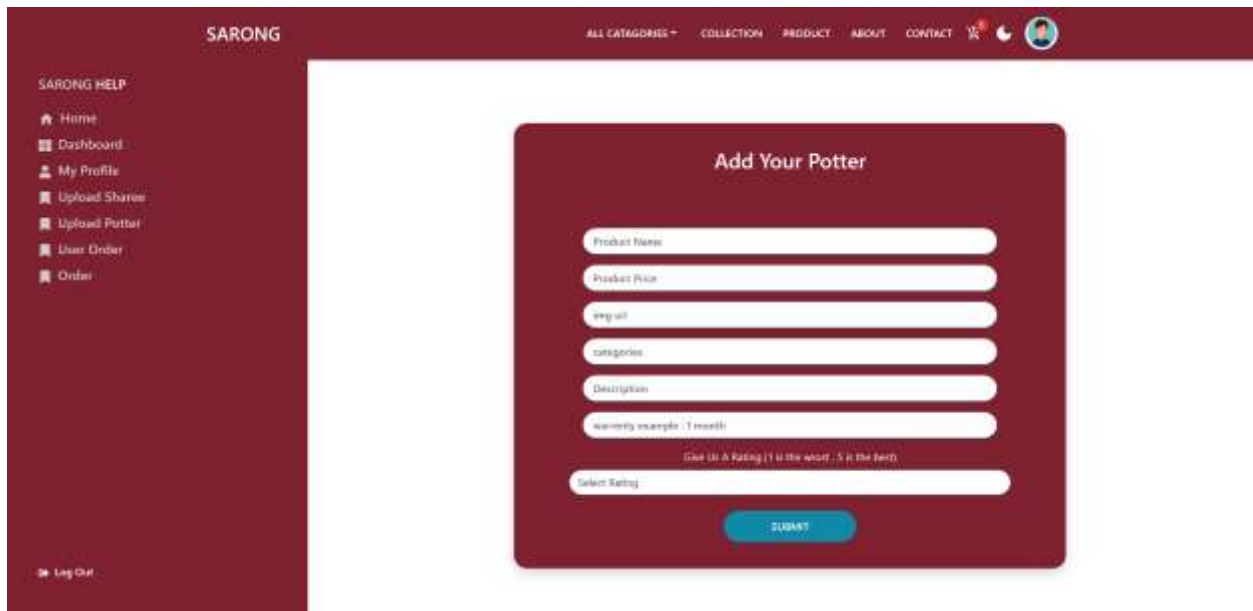 SARONG
ALL CATAGORIES COLLECTION PRODUCT ABOUT CONTACT
SARONG HELP
Home
Dashboard
My Profile
Upload Sharee
Upload Potter
User Order
Order
Log Out
Add Your Potter
Product Name
Product Price
img url
categories
Description
warrenty example : 1 month
Give Us A Rating (1 is the worst , 5 is the best)
Select Rating
SUBMIT